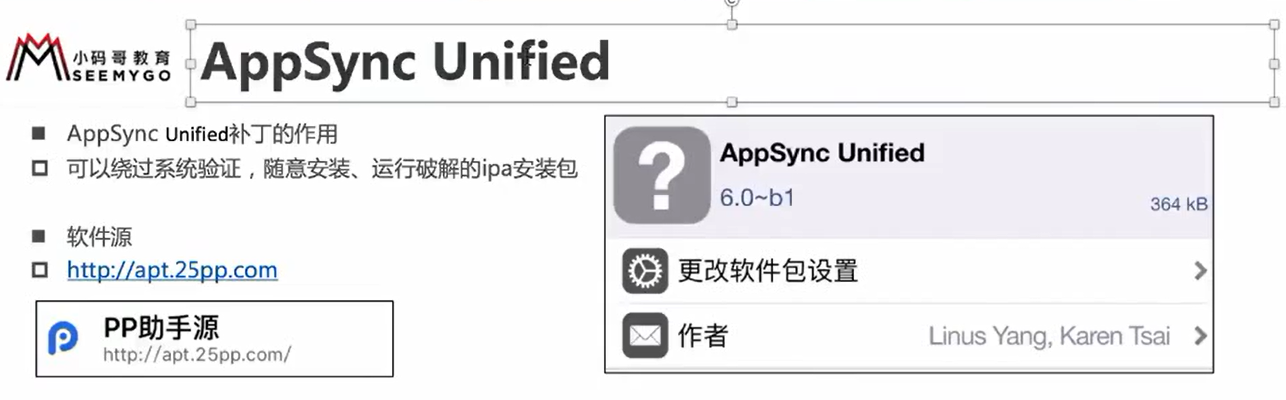 小码哥教育
SEEMYGO
AppSync Unified
AppSync Unified补丁的作用
可以绕过系统验证，随意安装、运行破解的ipa安装包
软件源
http://apt.25pp.com
PP助手源
http://apt.25pp.com/
AppSync Unified
6.0~b1
364 kB
更改软件包设置
作者
Linus Yang, Karen Tsai